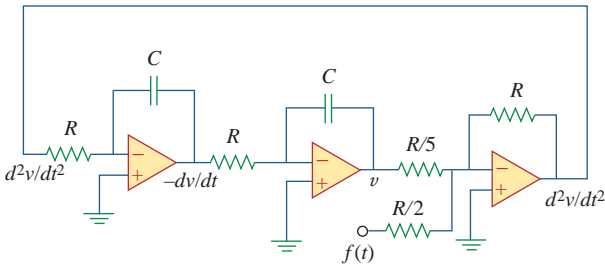 C
C
R
R
R
R/5
d²v/dt²
−
+
−dv/dt
−
+
v
−
+
d²v/dt²
R/2
f(t)